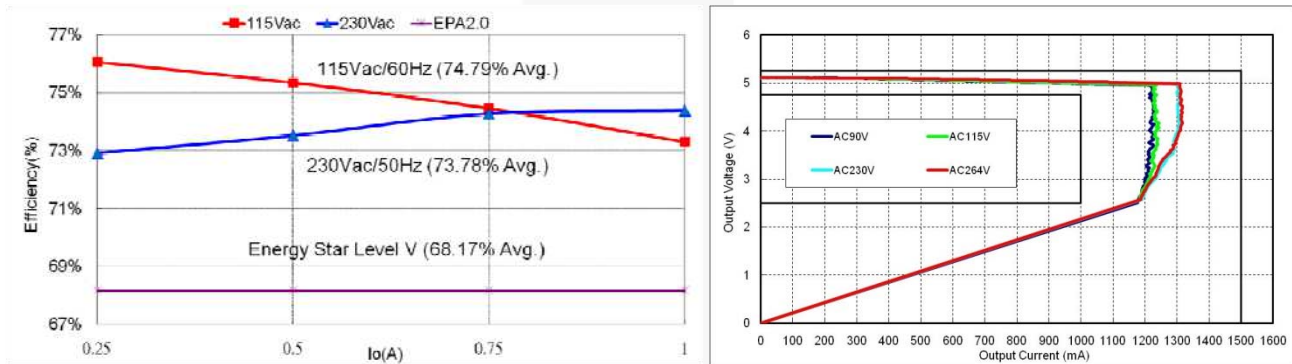 115Vac 230Vac EPA2.0
77%
75%
73%
71%
69%
67%
Efficiency(%)
115Vac/60Hz (74.79% Avg.)
230Vac/50Hz (73.78% Avg.)
Energy Star Level V (68.17% Avg.)
0.25 0.5 0.75 1
Io(A)
6
5
4
3
2
1
0
Output Voltage (V)
AC90V AC115V
AC230V AC264V
0 100 200 300 400 500 600 700 800 900 1000 1100 1200 1300 1400 1500 1600
Output Current (mA)